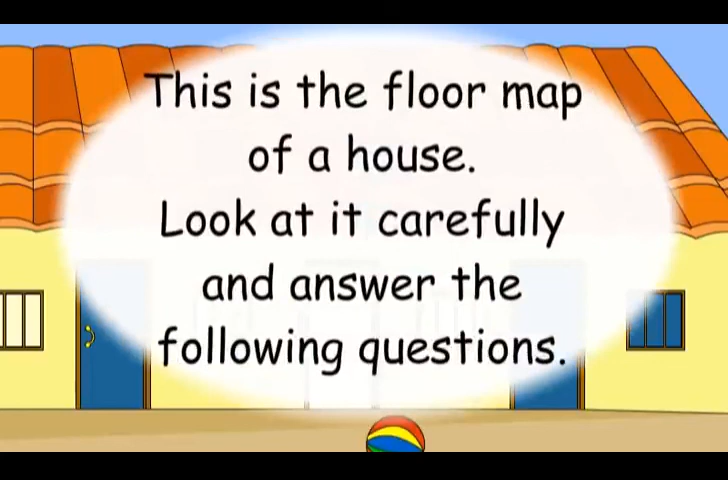 This is the floor map
of a house.
Look at it carefully
and answer the
following questions.